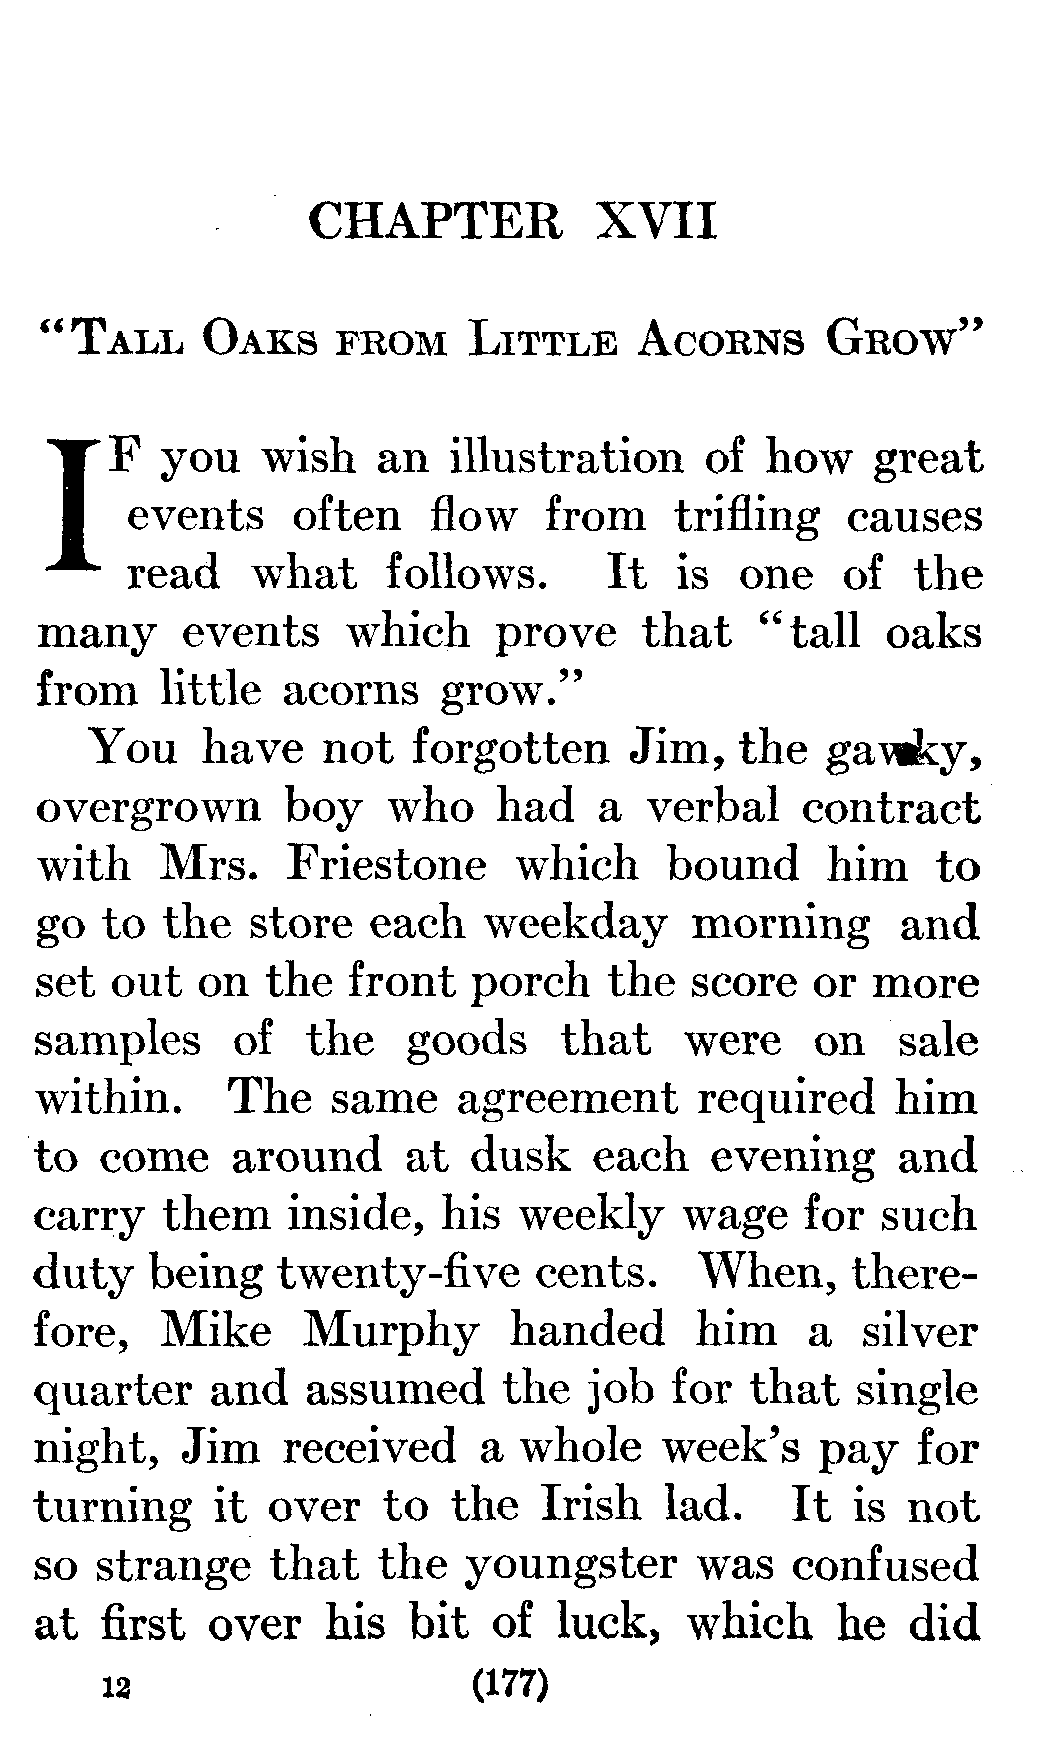 CHAPTER XVII
“Tall Oaks from Little Acorns Grow”
IF you wish an illustration of how great
events often flow from trifling causes
read what follows. It is one of the
many events which prove that “tall oaks
from little acorns grow.”
You have not forgotten Jim, the gawky,
overgrown boy who had a verbal contract
with Mrs. Friestone which bound him to
go to the store each weekday morning and
set out on the front porch the score or more
samples of the goods that were on sale
within. The same agreement required him
to come around at dusk each evening and
carry them inside, his weekly wage for such
duty being twenty-five cents. When, there-
fore, Mike Murphy handed him a silver
quarter and assumed the job for that single
night, Jim received a whole week’s pay for
turning it over to the Irish lad. It is not
so strange that the youngster was confused
at first over his bit of luck, which he did
12 (177)